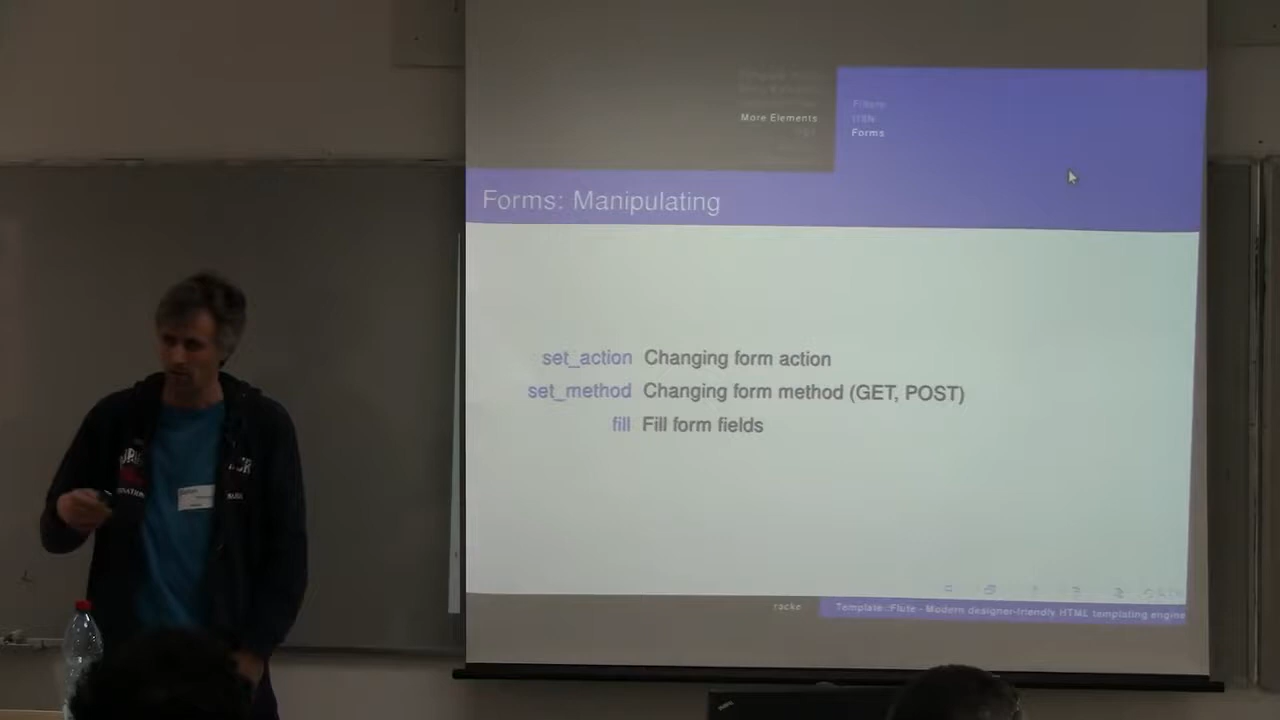 More Elements
Filters
I18N
Forms
Forms: Manipulating
set_action Changing form action
set_method Changing form method (GET, POST)
fill Fill form fields
racke
Template::Flute - Modern designer-friendly HTML templating engine